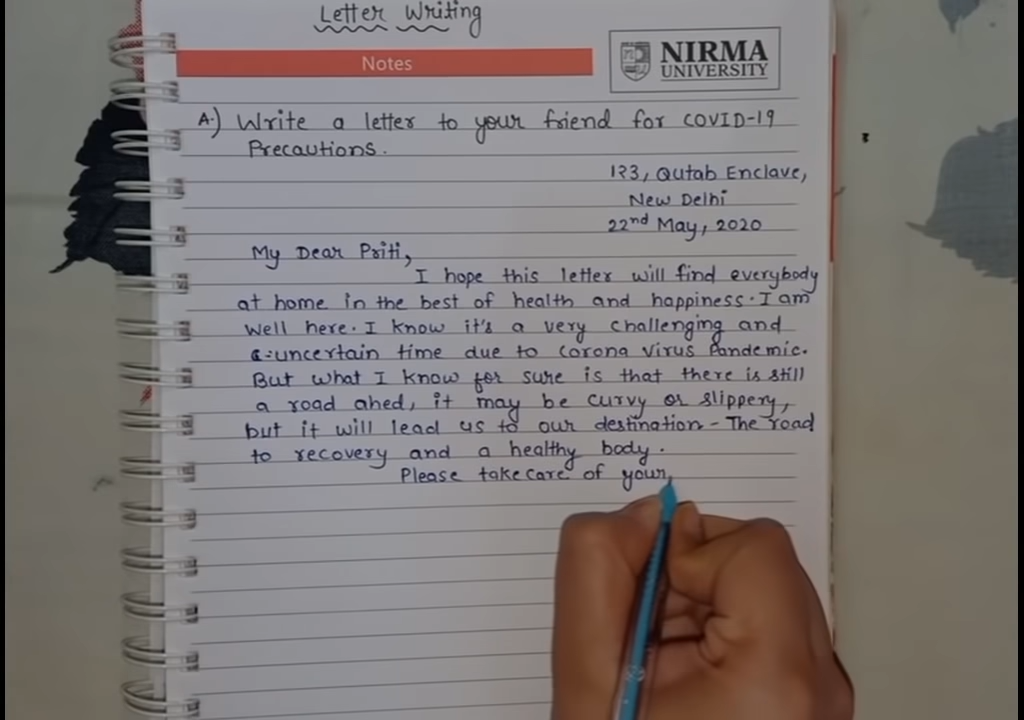 Letter Writing
Notes
NIRMA
UNIVERSITY
A.) Write a letter to your friend for COVID-19
Precautions.
123, Qutab Enclave,
New Delhi
22nd May, 2020
My Dear Priti,
I hope this letter will find everybody
at home in the best of health and happiness. I am
well here. I know it's a very challenging and
uncertain time due to Corona Virus Pandemic.
But what I know for sure is that there is still
a road ahed, it may be curvy or slippery,
but it will lead us to our destination - The road
to recovery and a healthy body.
Please take care of your